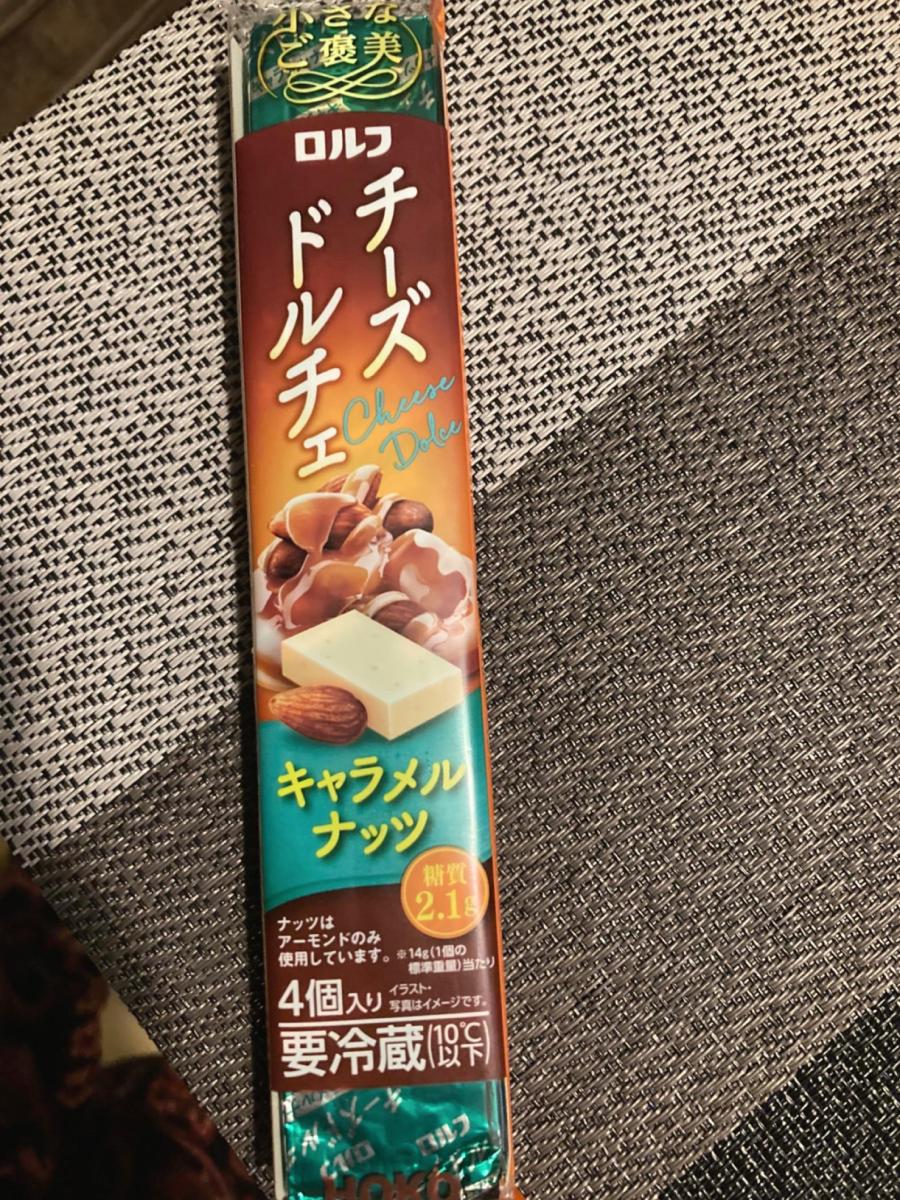 小さな
ご褒美
ロルフ
チーズ
ドルチェ
Cheese
Dolce
キャラメル
ナッツ
糖質
2.1g
※14g(1個の
標準重量)当たり
ナッツは
アーモンドのみ
使用しています。
4個入り
イラスト・
写真はイメージです。
要冷蔵(10℃以下)
ロルフ
HOKO